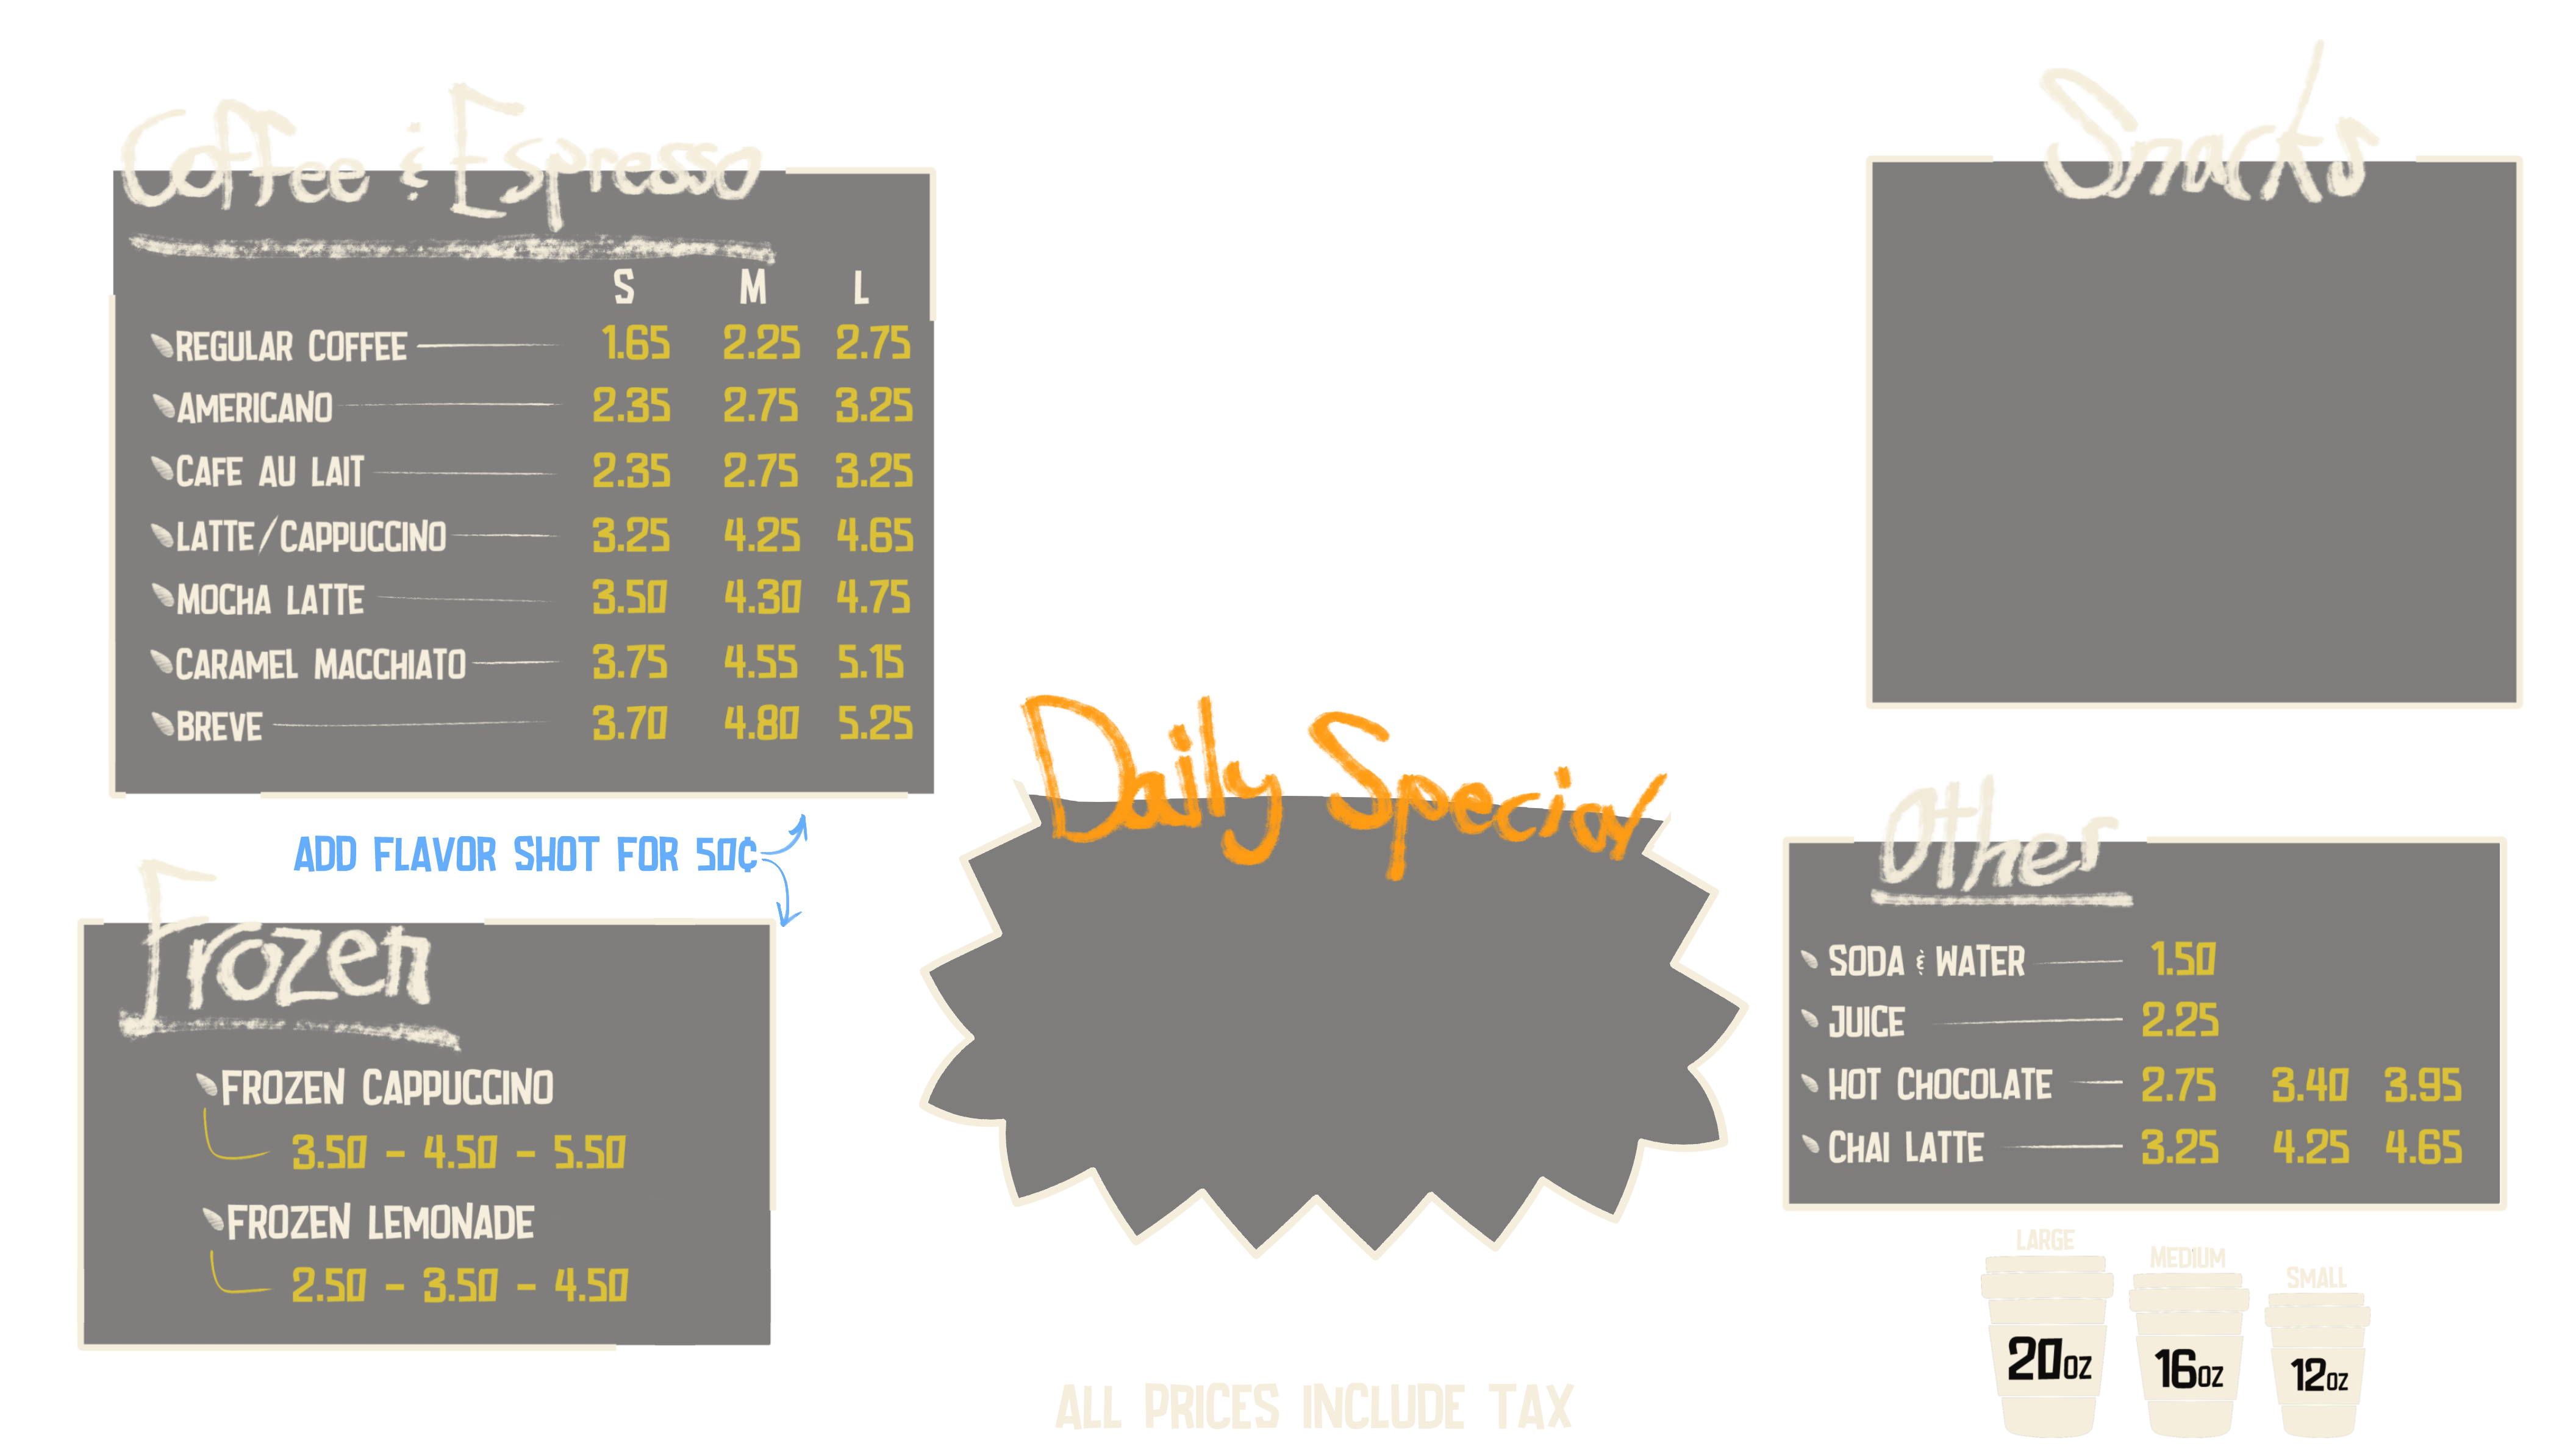 Coffee & Espresso
S M L
REGULAR COFFEE 1.65 2.25 2.75
AMERICANO 2.35 2.75 3.25
CAFE AU LAIT 2.35 2.75 3.25
LATTE/CAPPUCCINO 3.25 4.25 4.65
MOCHA LATTE 3.50 4.30 4.75
CARAMEL MACCHIATO 3.75 4.55 5.15
BREVE 3.70 4.80 5.25
ADD FLAVOR SHOT FOR 50¢
Frozen
FROZEN CAPPUCCINO
3.50 - 4.50 - 5.50
FROZEN LEMONADE
2.50 - 3.50 - 4.50
Daily Special
ALL PRICES INCLUDE TAX
Snacks
Other
SODA & WATER 1.50
JUICE 2.25
HOT CHOCOLATE 2.75 3.40 3.95
CHAI LATTE 3.25 4.25 4.65
LARGE MEDIUM SMALL
20OZ 16OZ 12OZ